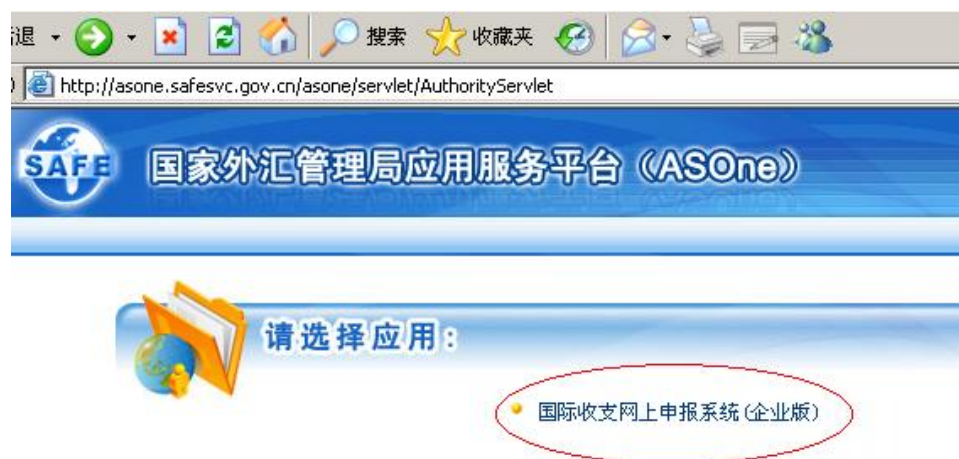 退 搜索 收藏夹
http://asone.safesvc.gov.cn/asone/servlet/AuthorityServlet
SAFE 国家外汇管理局应用服务平台（ASOne）
请选择应用：
国际收支网上申报系统(企业版)